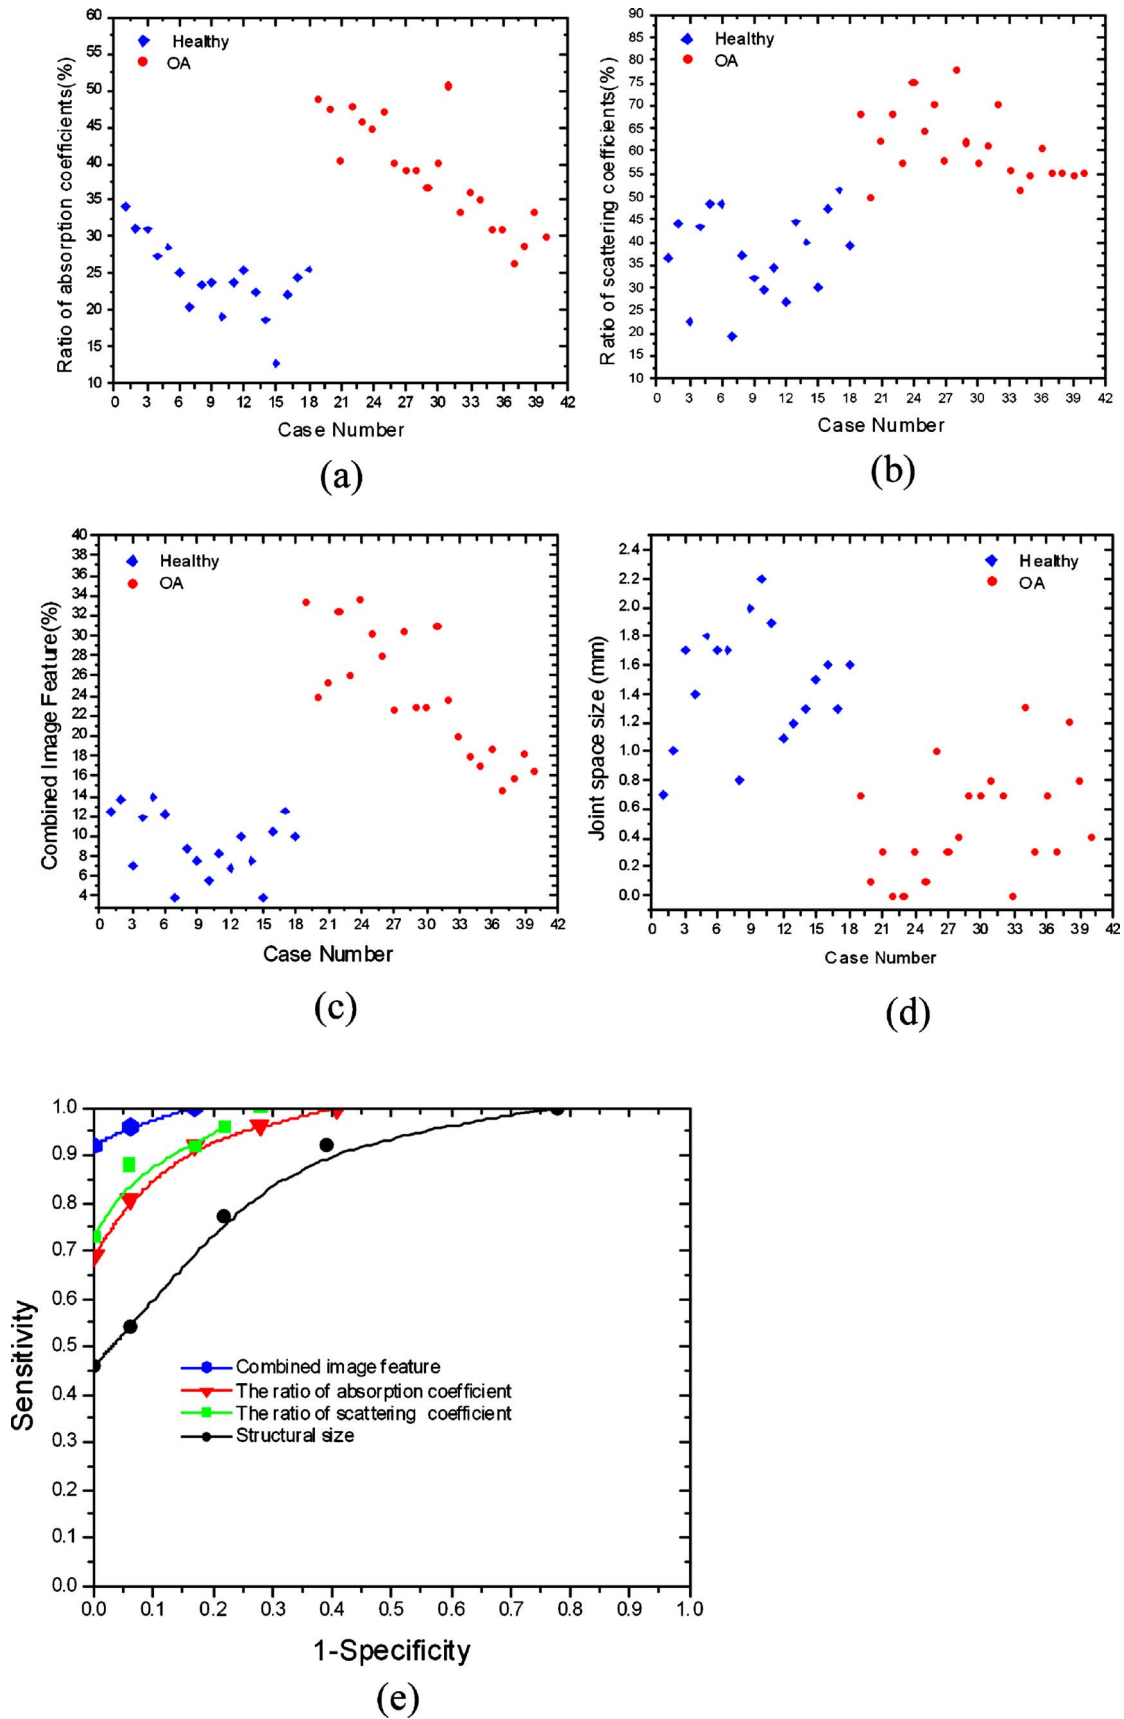 60
55
50
45
40
35
30
25
20
15
10
Ratio of absorption coefficients(%)
Healthy
OA
0 3 6 9 12 15 18 21 24 27 30 33 36 39 42
Case Number
(a)
90
85
80
75
70
65
60
55
50
45
40
35
30
25
20
15
10
Ratio of scattering coefficients(%)
Healthy
OA
0 3 6 9 12 15 18 21 24 27 30 33 36 39 42
Case Number
(b)
40
38
36
34
32
30
28
26
24
22
20
18
16
14
12
10
8
6
4
Combined Image Feature(%)
Healthy
OA
0 3 6 9 12 15 18 21 24 27 30 33 36 39 42
Case Number
(c)
2.4
2.2
2.0
1.8
1.6
1.4
1.2
1.0
0.8
0.6
0.4
0.2
0.0
Joint space size (mm)
Healthy
OA
0 3 6 9 12 15 18 21 24 27 30 33 36 39 42
Case Number
(d)
1.0
0.9
0.8
0.7
0.6
0.5
0.4
0.3
0.2
0.1
0.0
Sensitivity
Combined image feature
The ratio of absorption coefficient
The ratio of scattering coefficient
Structural size
0.0 0.1 0.2 0.3 0.4 0.5 0.6 0.7 0.8 0.9 1.0
1-Specificity
(e)